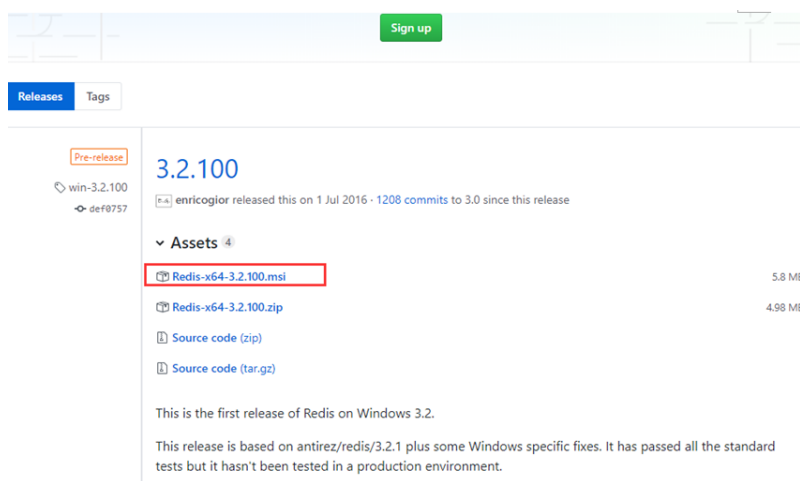 Sign up
Releases Tags
Pre-release
win-3.2.100
def0757
3.2.100
enricogior released this on 1 Jul 2016 · 1208 commits to 3.0 since this release
Assets 4
Redis-x64-3.2.100.msi 5.8 MB
Redis-x64-3.2.100.zip 4.98 MB
Source code (zip)
Source code (tar.gz)
This is the first release of Redis on Windows 3.2.
This release is based on antirez/redis/3.2.1 plus some Windows specific fixes. It has passed all the standard
tests but it hasn't been tested in a production environment.